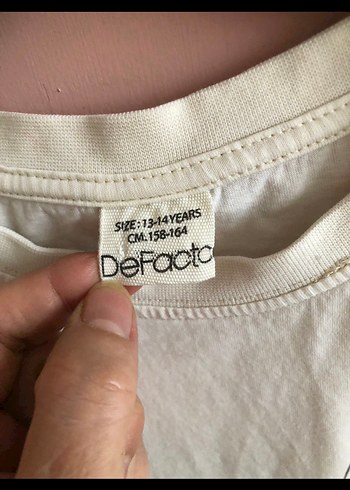 SIZE: 13-14 YEARS
CM. 158-164
DeFacto